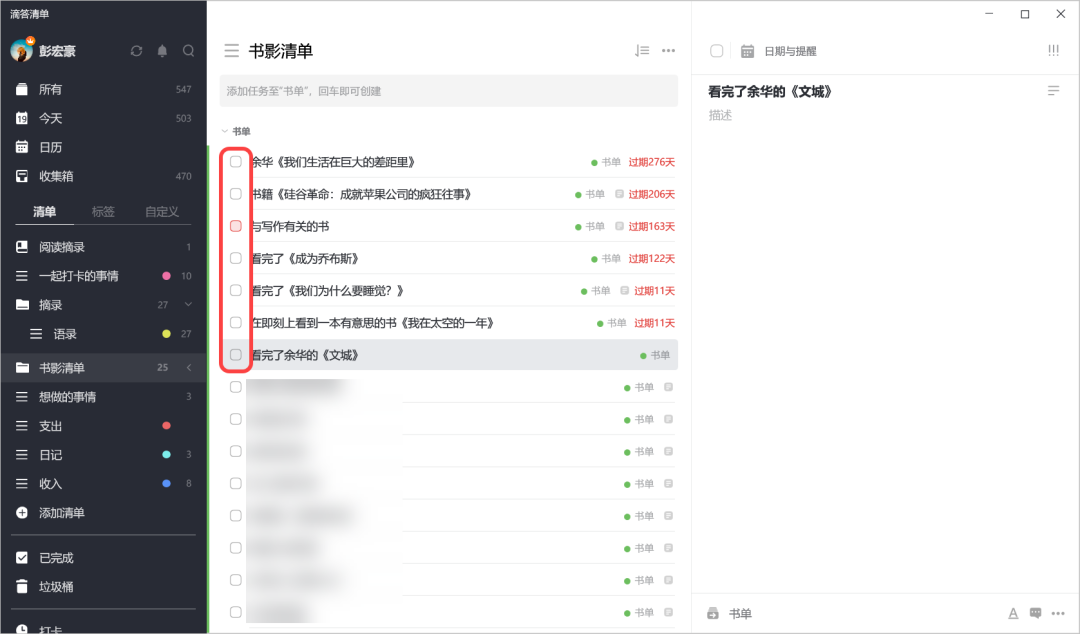 滴答清单
彭宏豪
所有 547
19 今天 503
日历
收集箱 470
清单 标签 自定义
阅读摘录 1
一起打卡的事情 10
摘录 27
语录 27
书影清单 25
想做的事情 3
支出
日记 3
收入 8
添加清单
已完成
垃圾桶
打卡
书影清单
添加任务至“书单”，回车即可创建
书单
余华《我们生活在巨大的差距里》 书单 过期276天
书籍《硅谷革命：成就苹果公司的疯狂往事》 书单 过期206天
与写作有关的书 书单 过期163天
看完了《成为乔布斯》 书单 过期122天
看完了《我们为什么要睡觉？》 书单 过期11天
在即刻上看到一本有意思的书《我在太空的一年》 书单 过期11天
看完了余华的《文城》 书单
书单
书单
书单
书单
书单
书单
书单
书单
日期与提醒 !!!
看完了余华的《文城》
描述
书单 A